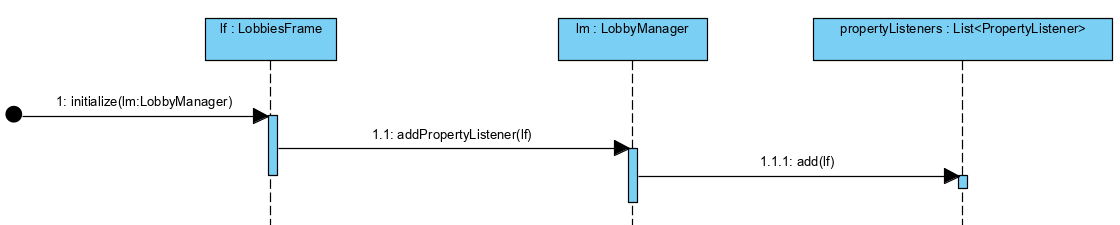 lf : LobbiesFrame
lm : LobbyManager
propertyListeners : List<PropertyListener>
1: initialize(lm:LobbyManager)
1.1: addPropertyListener(lf)
1.1.1: add(lf)